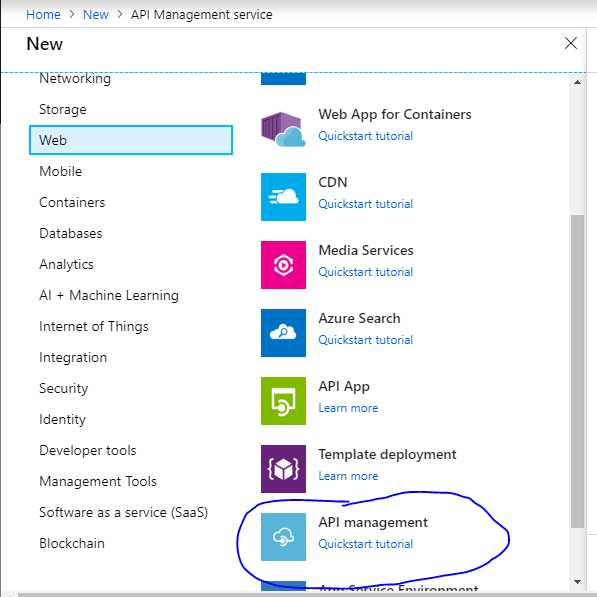 Home > New > API Management service
New
Networking
Storage
Web
Mobile
Containers
Databases
Analytics
AI + Machine Learning
Internet of Things
Integration
Security
Identity
Developer tools
Management Tools
Software as a service (SaaS)
Blockchain
Web App for Containers
Quickstart tutorial
CDN
Quickstart tutorial
Media Services
Quickstart tutorial
Azure Search
Quickstart tutorial
API App
Learn more
Template deployment
Learn more
API management
Quickstart tutorial
App Service Environment